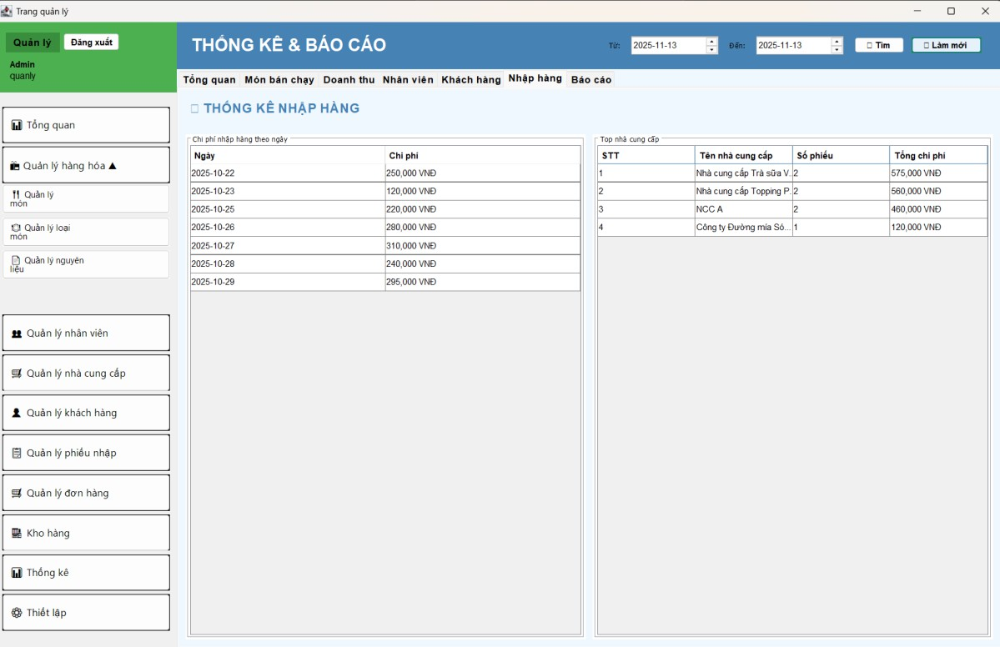 Trang quản lý
Quản lý
Đăng xuất
Admin
quanly
Tổng quan
Quản lý hàng hóa ▲
Quản lý
món
Quản lý loại
món
Quản lý nguyên
liệu
Quản lý nhân viên
Quản lý nhà cung cấp
Quản lý khách hàng
Quản lý phiếu nhập
Quản lý đơn hàng
Kho hàng
Thống kê
Thiết lập
THỐNG KÊ & BÁO CÁO
Từ: 2025-11-13 Đến: 2025-11-13 Tìm Làm mới
Tổng quan Món bán chạy Doanh thu Nhân viên Khách hàng Nhập hàng Báo cáo
THỐNG KÊ NHẬP HÀNG
Chi phí nhập hàng theo ngày
Ngày Chi phí
2025-10-22 250,000 VNĐ
2025-10-23 120,000 VNĐ
2025-10-25 220,000 VNĐ
2025-10-26 280,000 VNĐ
2025-10-27 310,000 VNĐ
2025-10-28 240,000 VNĐ
2025-10-29 295,000 VNĐ
Top nhà cung cấp
STT Tên nhà cung cấp Số phiếu Tổng chi phí
1 Nhà cung cấp Trà sữa V... 2 575,000 VNĐ
2 Nhà cung cấp Topping P... 2 560,000 VNĐ
3 NCC A 2 460,000 VNĐ
4 Công ty Đường mía Só... 1 120,000 VNĐ